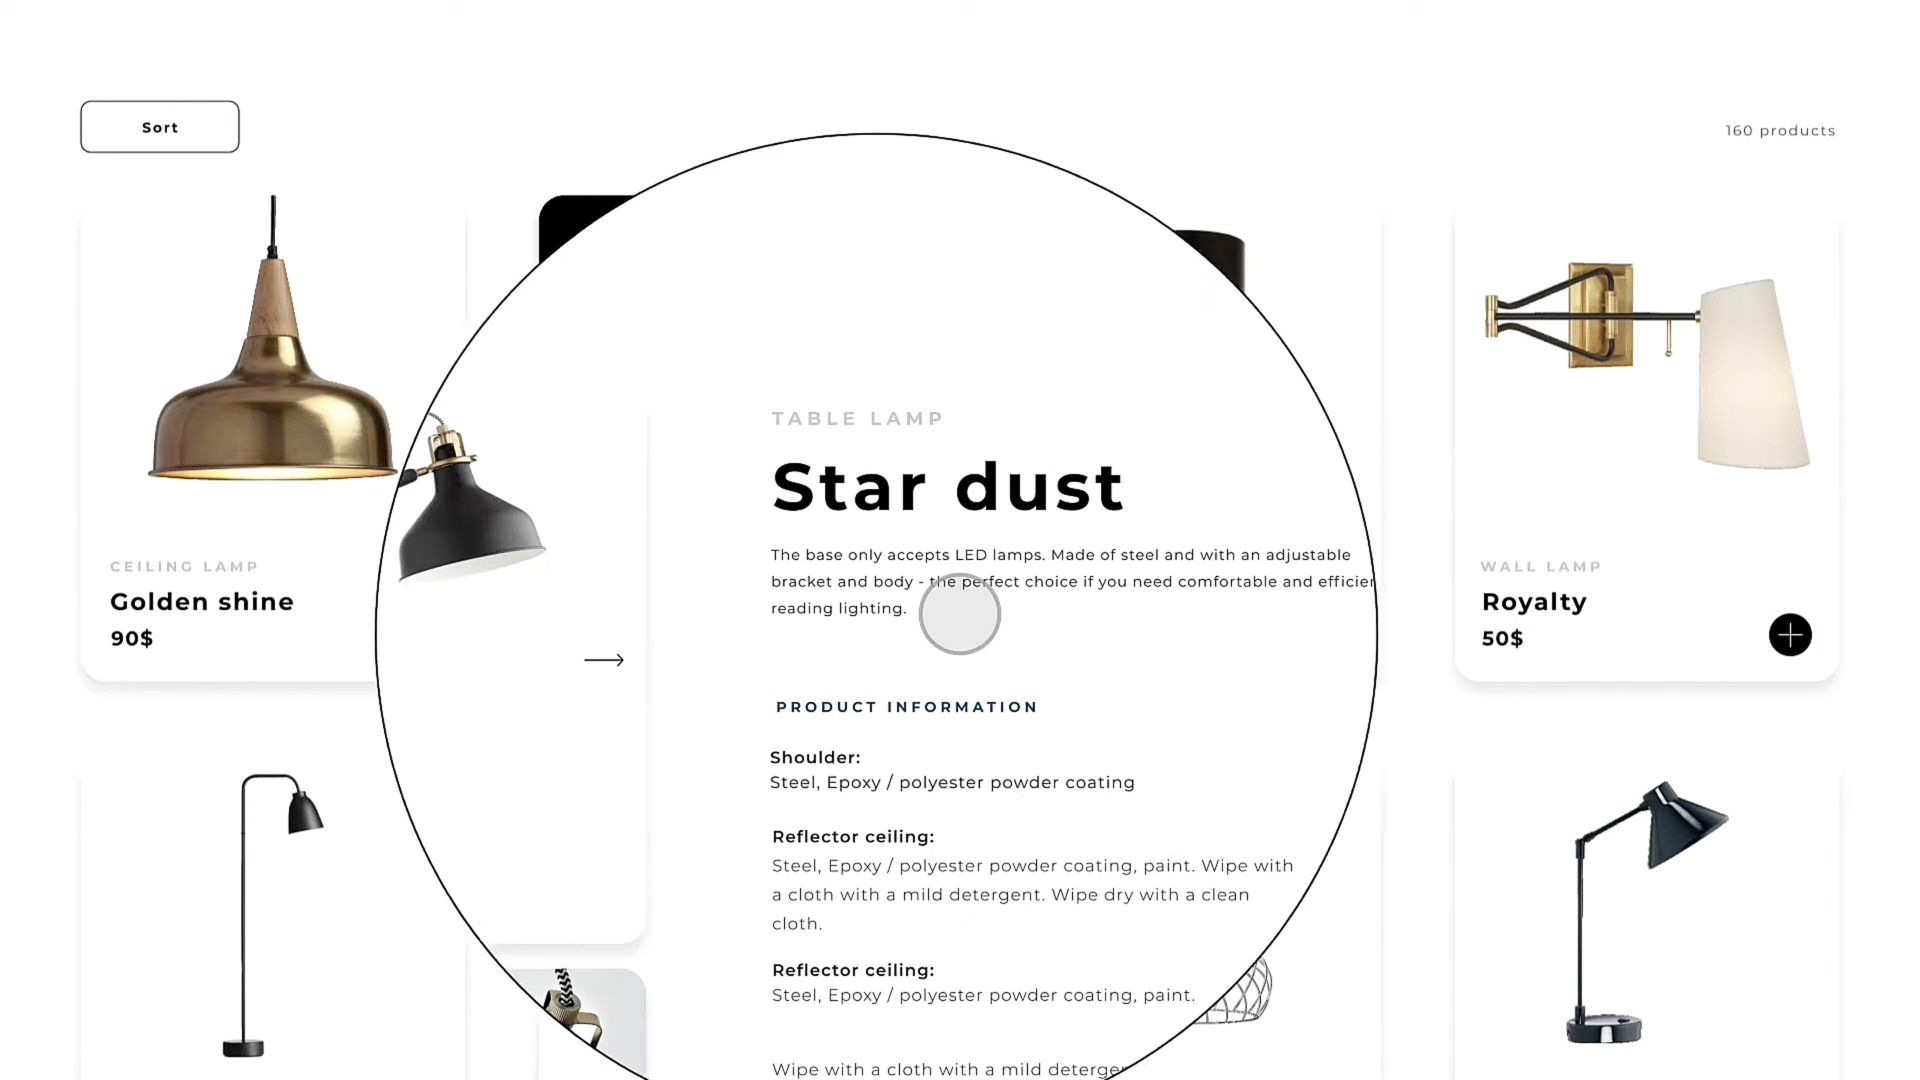 Sort
160 products
CEILING LAMP
Golden shine
90$
TABLE LAMP
Star dust
The base only accepts LED lamps. Made of steel and with an adjustable
bracket and body - the perfect choice if you need comfortable and
reading lighting.
PRODUCT INFORMATION
Shoulder:
Steel, Epoxy / polyester powder coating
Reflector ceiling:
Steel, Epoxy / polyester powder coating, paint. Wipe with
a cloth with a mild detergent. Wipe dry with a clean
cloth.
Reflector ceiling:
Steel, Epoxy / polyester powder coating, paint.
Wipe with a cloth with a mild
WALL LAMP
Royalty
50$